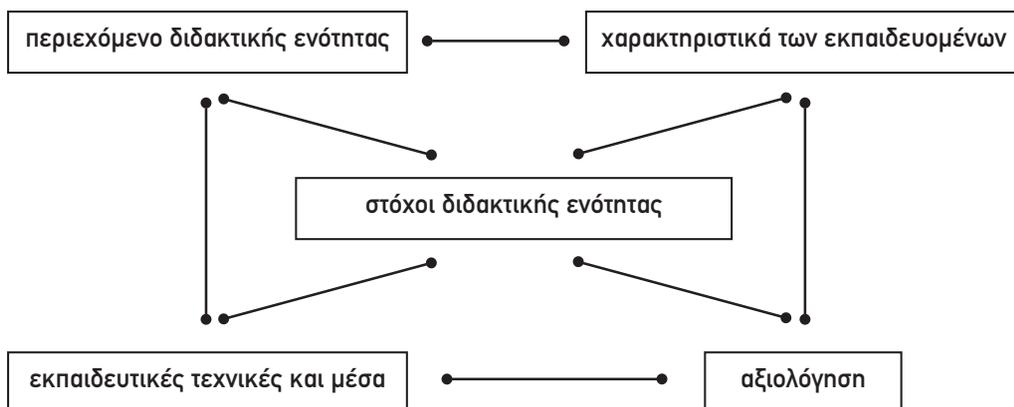 περιεχόμενο διδακτικής ενότητας
χαρακτηριστικά των εκπαιδευομένων
στόχοι διδακτικής ενότητας
εκπαιδευτικές τεχνικές και μέσα
αξιολόγηση